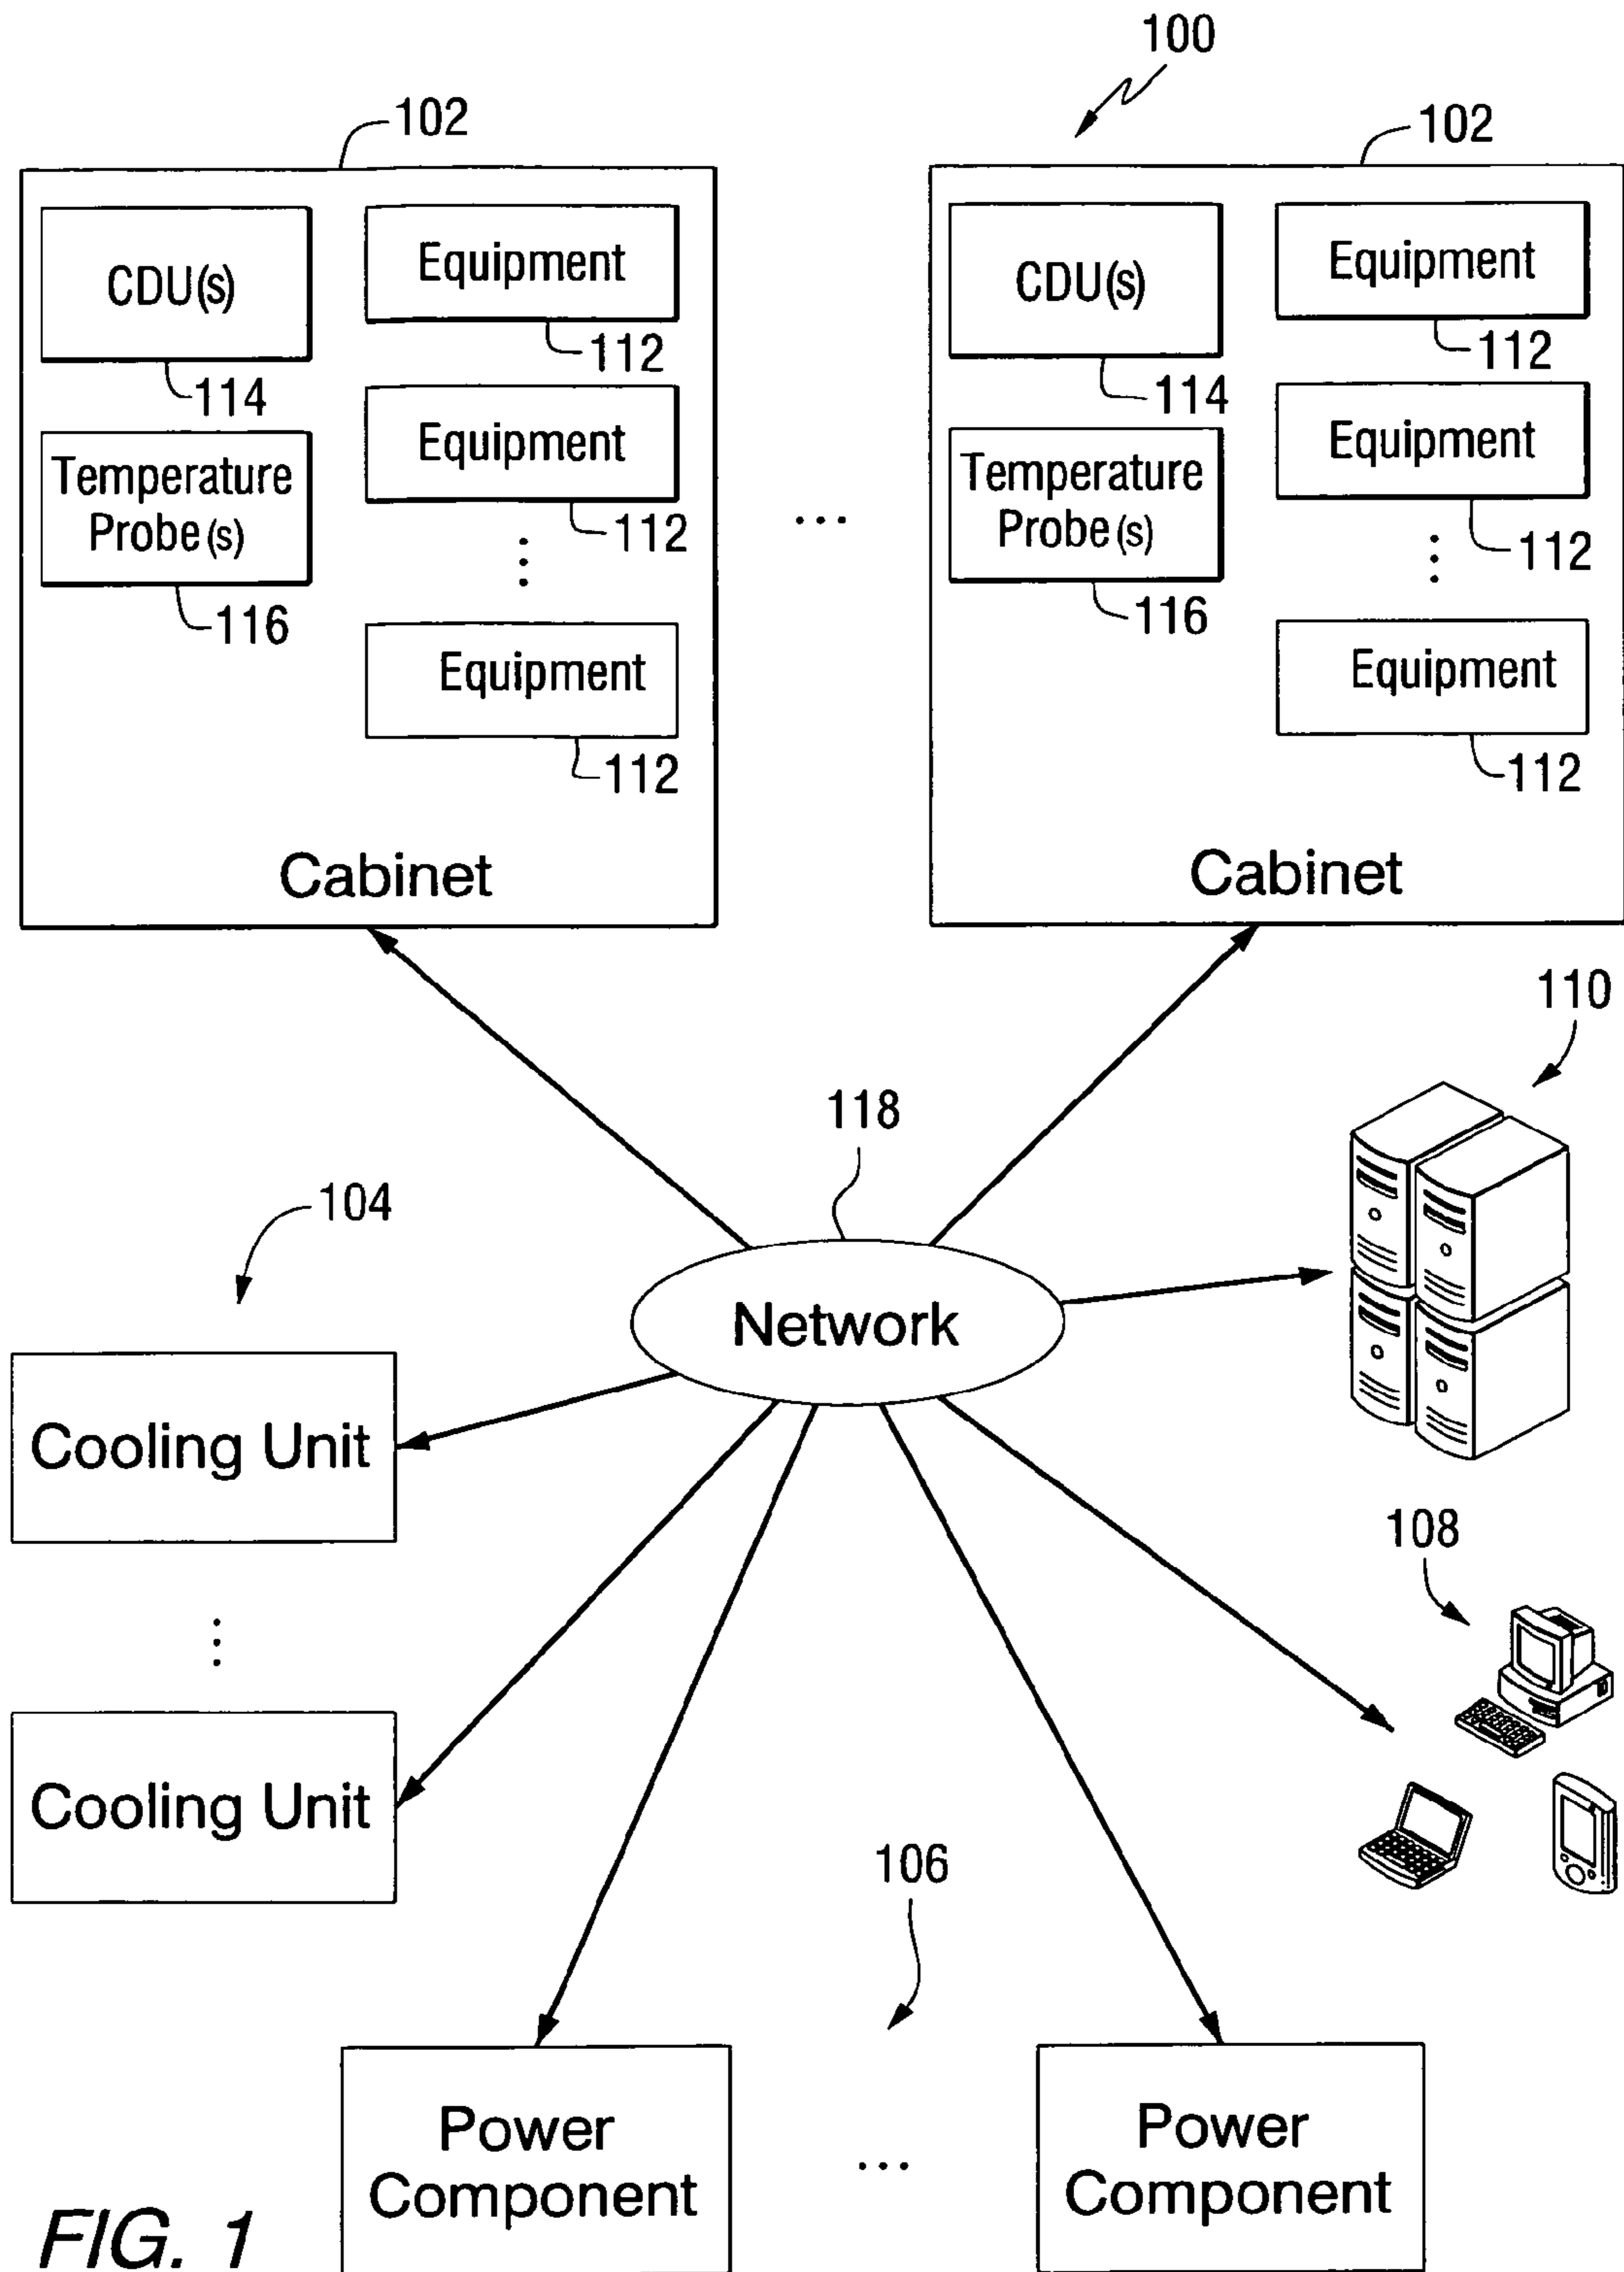 100
102
CDU(s)
114
Temperature
Probe(s)
116
Equipment
112
Equipment
112
⋮
Equipment
112
Cabinet
...
102
CDU(s)
114
Temperature
Probe(s)
116
Equipment
112
Equipment
112
⋮
Equipment
112
Cabinet
110
118
104
Network
Cooling Unit
⋮
Cooling Unit
108
106
Power
Component
...
Power
Component
FIG. 1